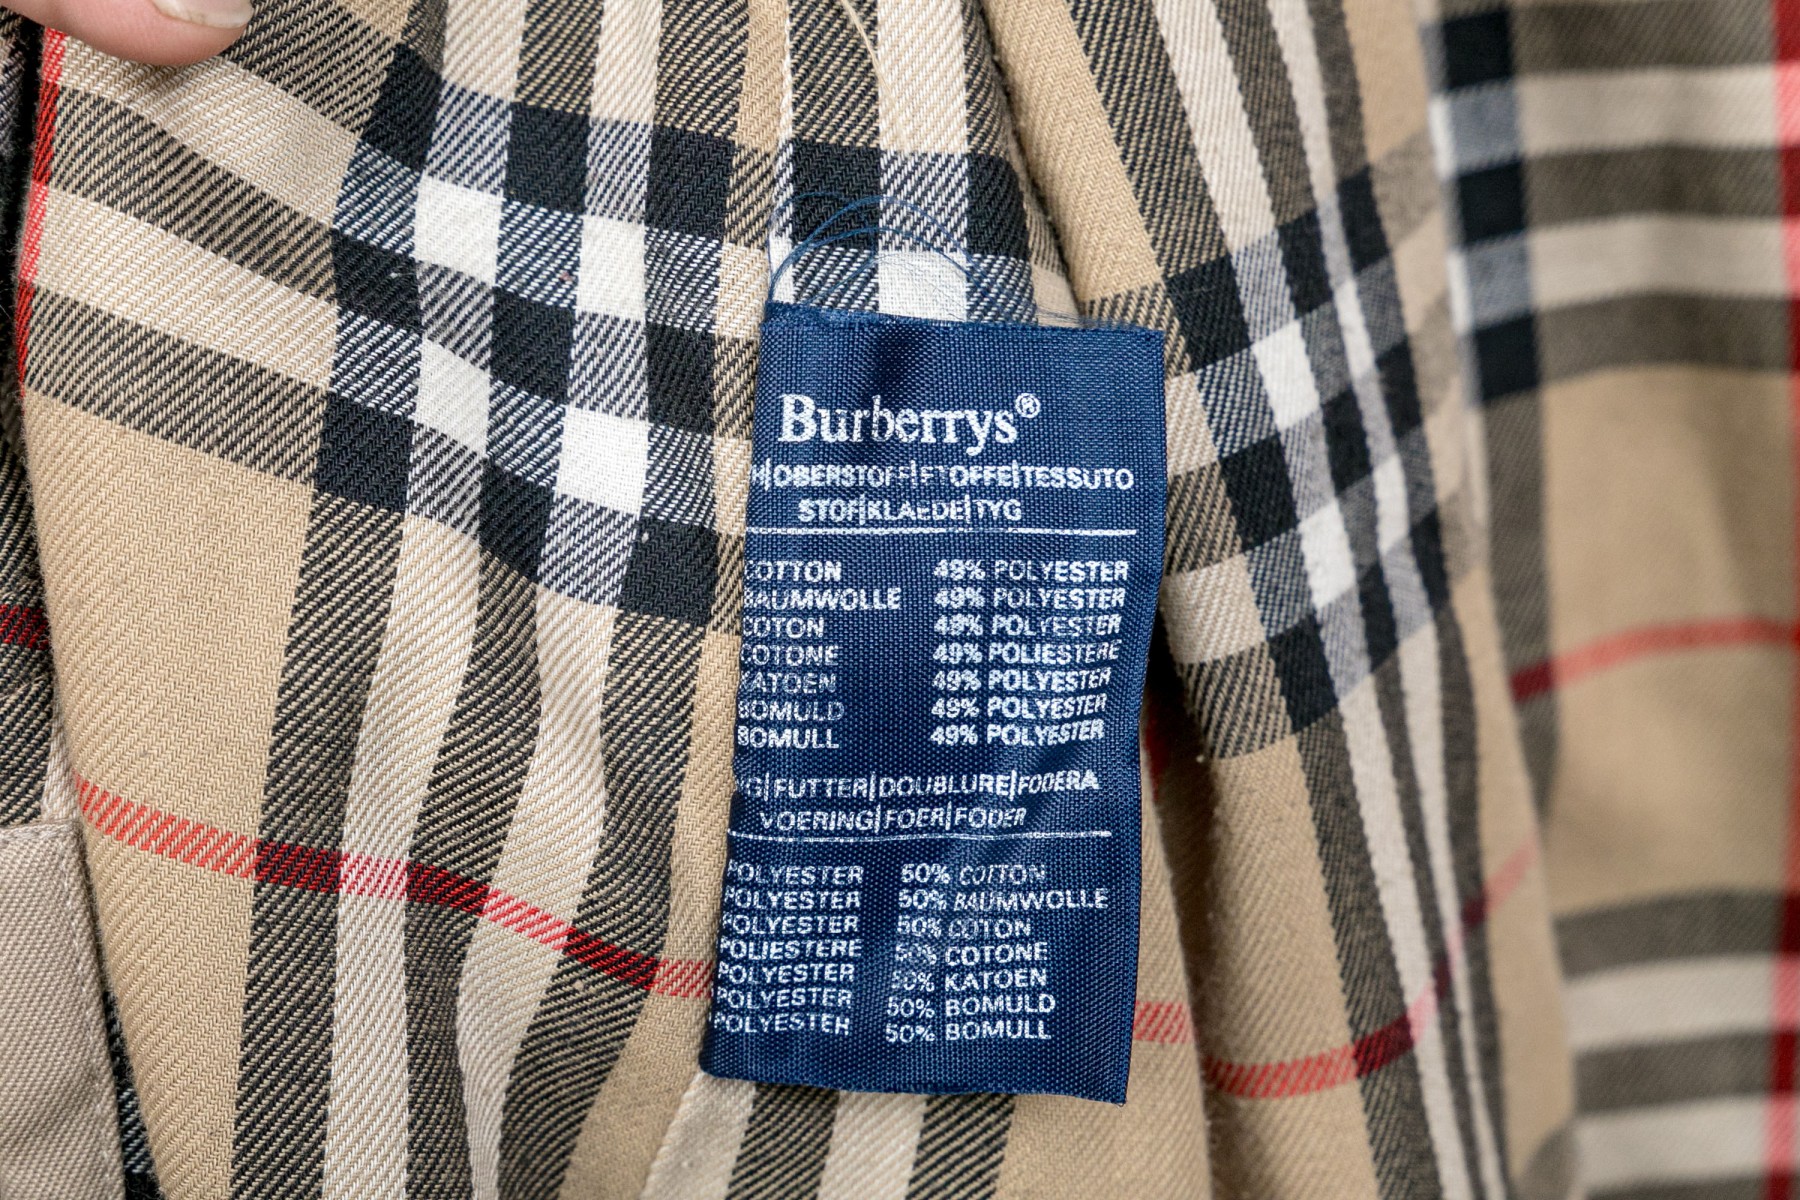 Burberrys®
OBERSTOFF|STOFFE|TESSUTO
STOF|KLAEDE|TYG
COTTON 49% POLYESTER
BAUMWOLLE 49% POLYESTER
COTON 49% POLYESTER
COTONE 49% POLIESTERE
KATOEN 49% POLYESTER
BOMULD 49% POLYESTER
BOMULL 49% POLYESTER
|FUTTER|DOUBLURE|FODERA
VOERING|FOER|FODER
POLYESTER 50% COTTON
POLYESTER 50% BAUMWOLLE
POLYESTER 50% COTON
POLIESTERE 50% COTONE
POLYESTER 50% KATOEN
POLYESTER 50% BOMULD
POLYESTER 50% BOMULL